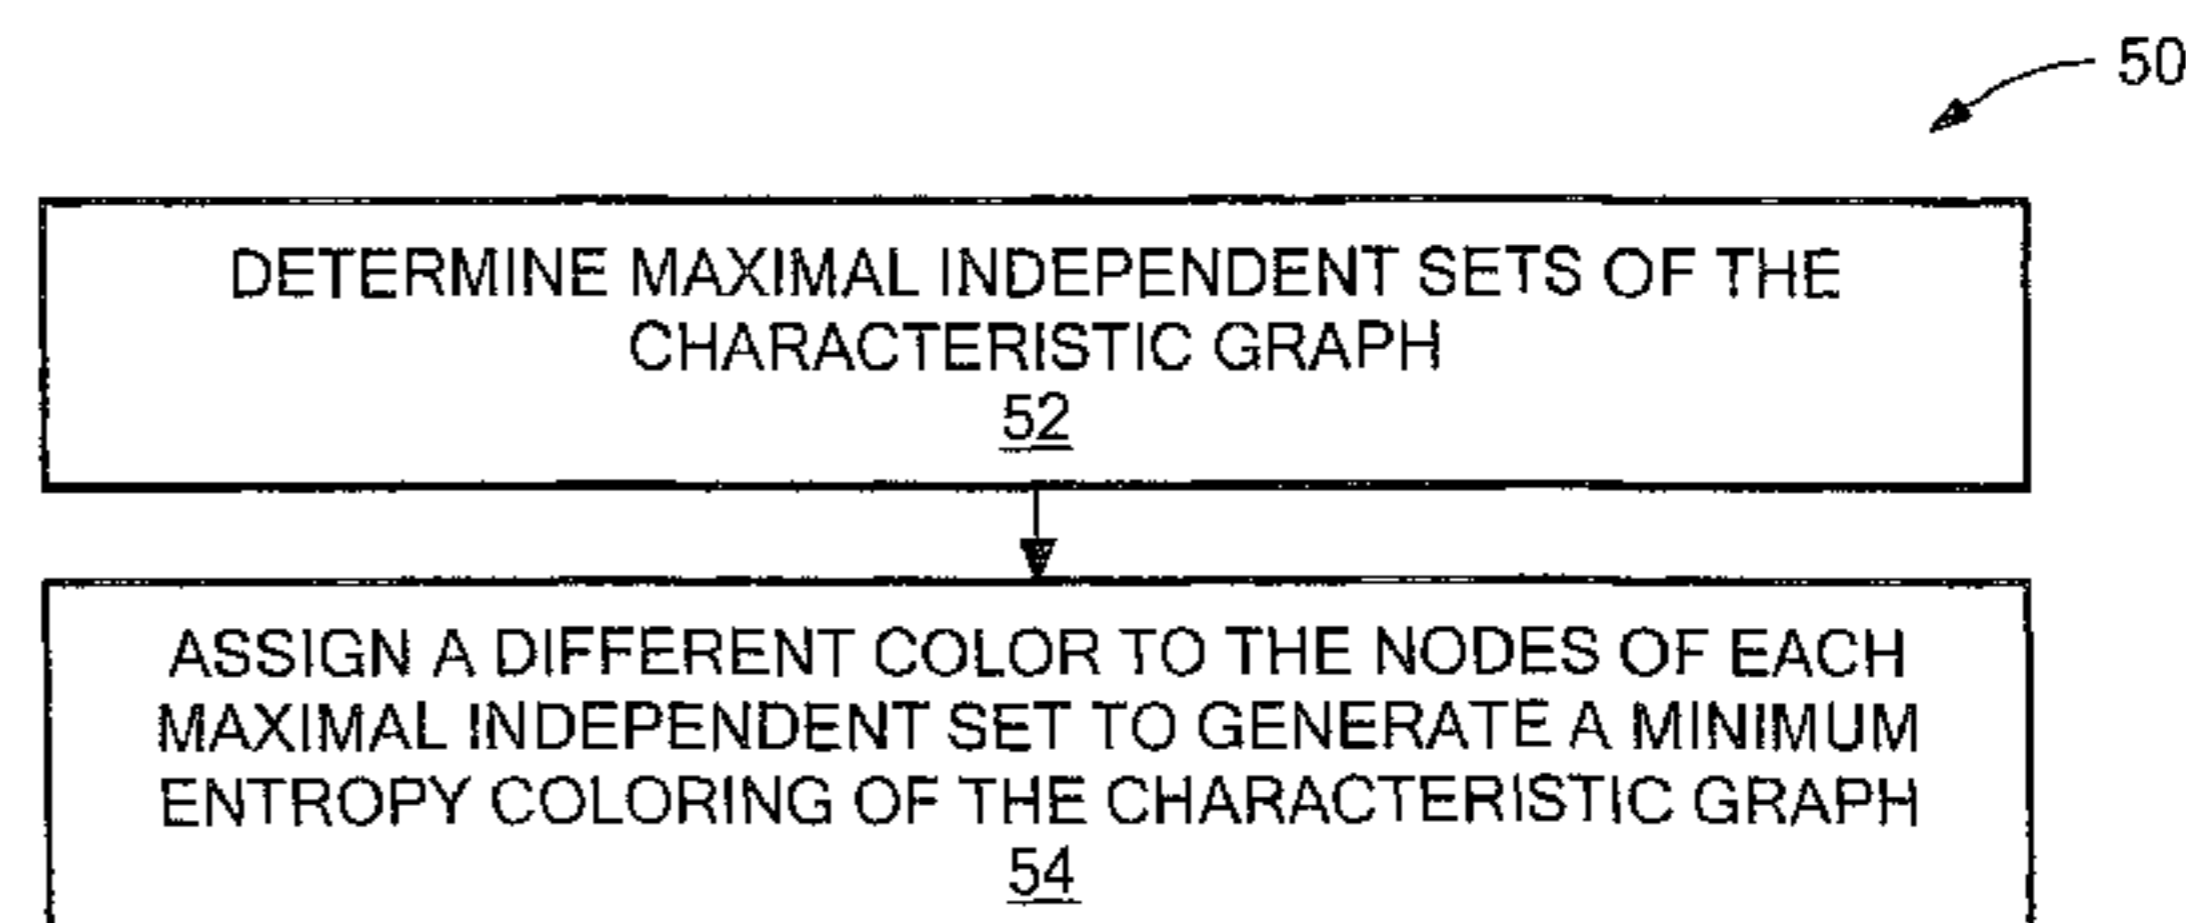 50
DETERMINE MAXIMAL INDEPENDENT SETS OF THE
CHARACTERISTIC GRAPH
52
ASSIGN A DIFFERENT COLOR TO THE NODES OF EACH
MAXIMAL INDEPENDENT SET TO GENERATE A MINIMUM
ENTROPY COLORING OF THE CHARACTERISTIC GRAPH
54